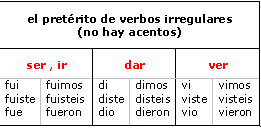 el pretérito de verbos irregulares
(no hay acentos)
ser , ir dar ver
fui fuimos di dimos vi vimos
fuiste fuisteis diste disteis viste visteis
fue fueron dio dieron vio vieron